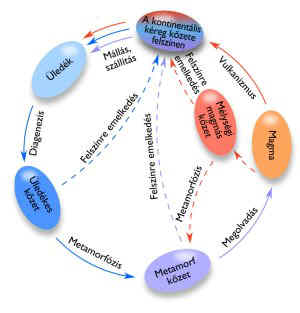 A kontinentális
kéreg kőzete
felszínen
Üledék
Mállás,
szállítás
Felszínre
emelkedés
Vulkanizmus
Mélységi
magmás
kőzet
Magma
Diagenezis
Felszínre emelkedés
Felszínre emelkedés
Üledékes
kőzet
Metamorfózis
Metamorfózis
Metamorf
kőzet
Megolvadás